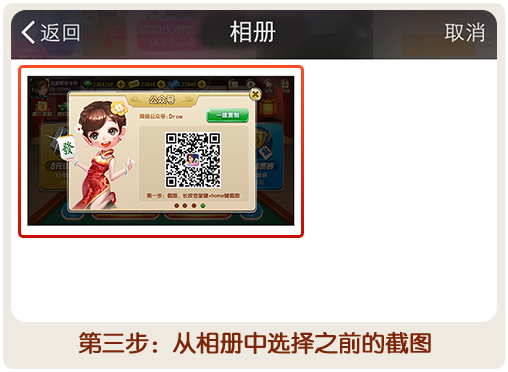 返回
相册
取消
公众号
微信公众号：Drow
一键复制
發
第一步：截图，长按音量键+home键截图
第三步：从相册中选择之前的截图